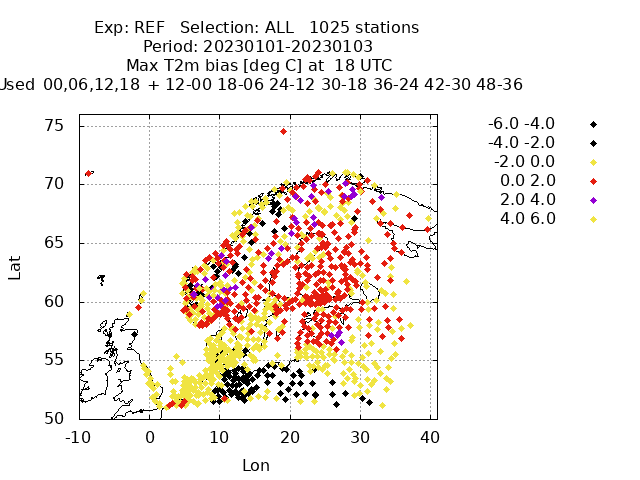 Exp: REF Selection: ALL 1025 stations
Period: 20230101-20230103
Max T2m bias [deg C] at 18 UTC
Used 00,06,12,18 + 12-00 18-06 24-12 30-18 36-24 42-30 48-36
75
70
65
60
55
50
-10 0 10 20 30 40
Lat
Lon
-6.0 -4.0
-4.0 -2.0
-2.0 0.0
0.0 2.0
2.0 4.0
4.0 6.0